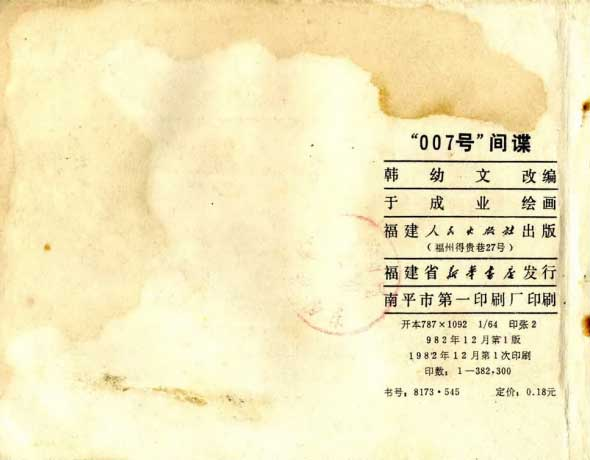 “007号”间谍
韩幼文 改编
于成业 绘画
福建人民出版社出版
（福州得贵巷27号）
福建省新华书店发行
南平市第一印刷厂印刷
开本787×1092 1/64 印张2
982年12月第1版
1982年12月第1次印刷
印数：1—382,300
书号：8173·545 定价：0.18元